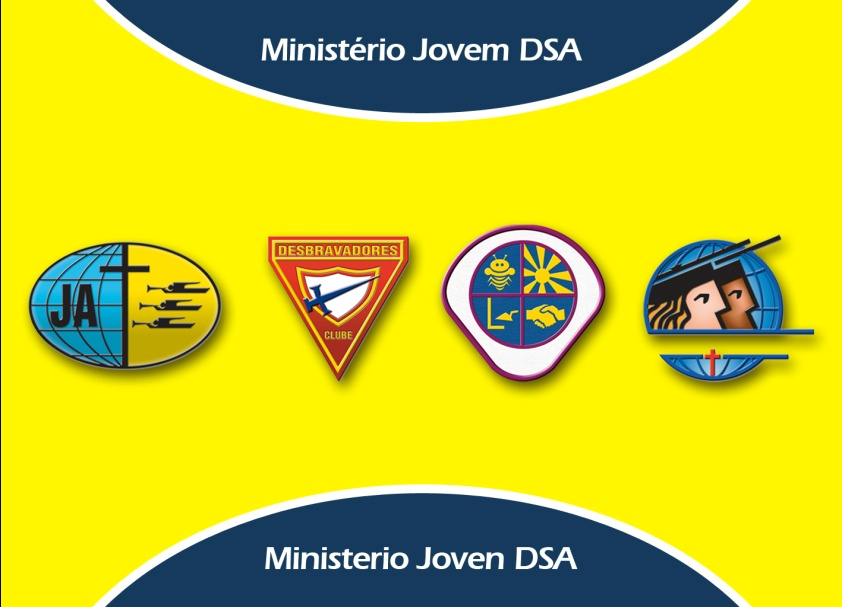 Ministério Jovem DSA
JA
DESBRAVADORES
CLUBE
Ministerio Joven DSA